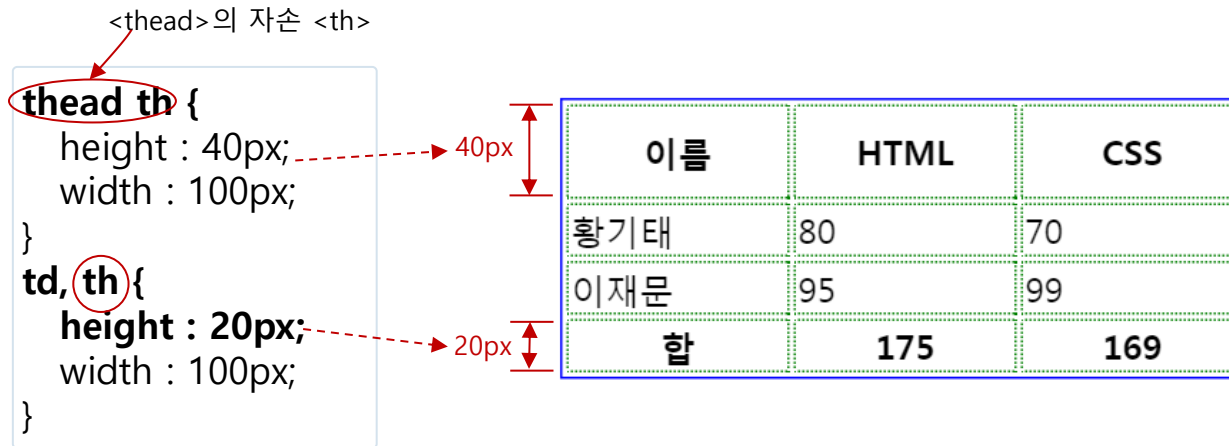 <thead>의 자손 <th>
thead th {
height : 40px;
width : 100px;
}
td, th {
height : 20px;
width : 100px;
}
40px
20px
이름 HTML CSS
황기태 80 70
이재문 95 99
합 175 169